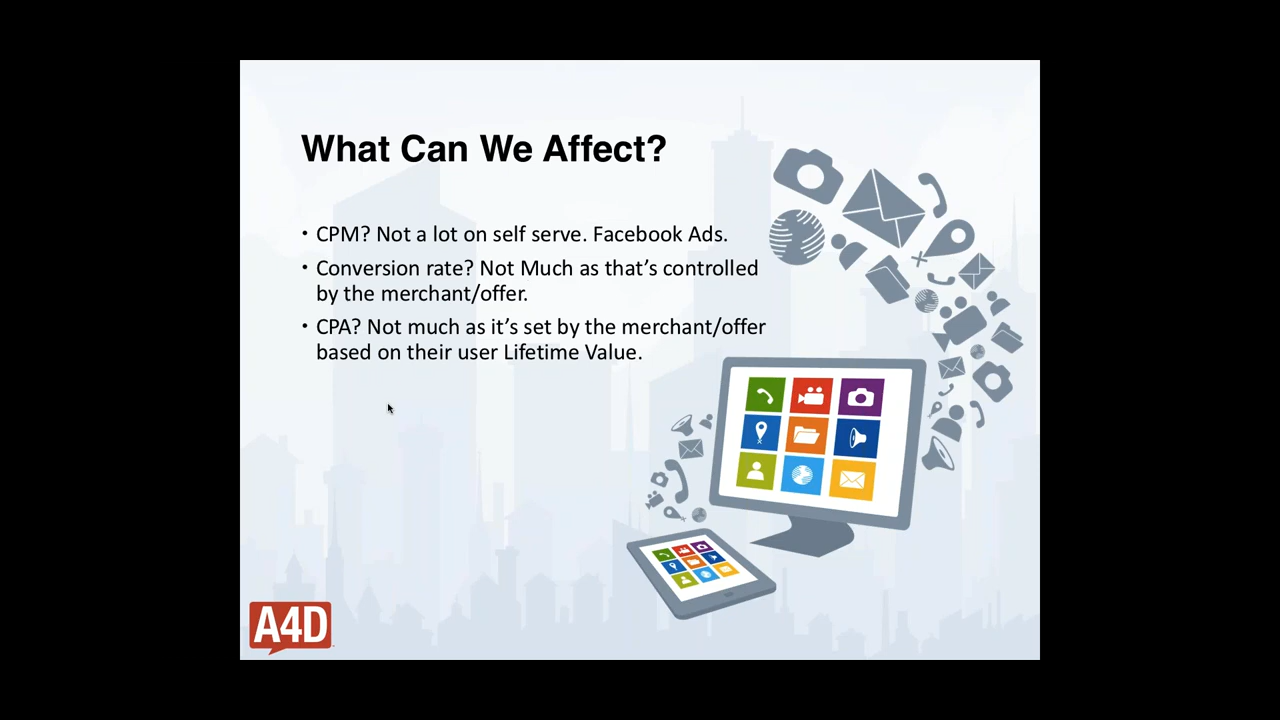 What Can We Affect?
• CPM? Not a lot on self serve. Facebook Ads.
• Conversion rate? Not Much as that’s controlled
by the merchant/offer.
• CPA? Not much as it’s set by the merchant/offer
based on their user Lifetime Value.
A4D